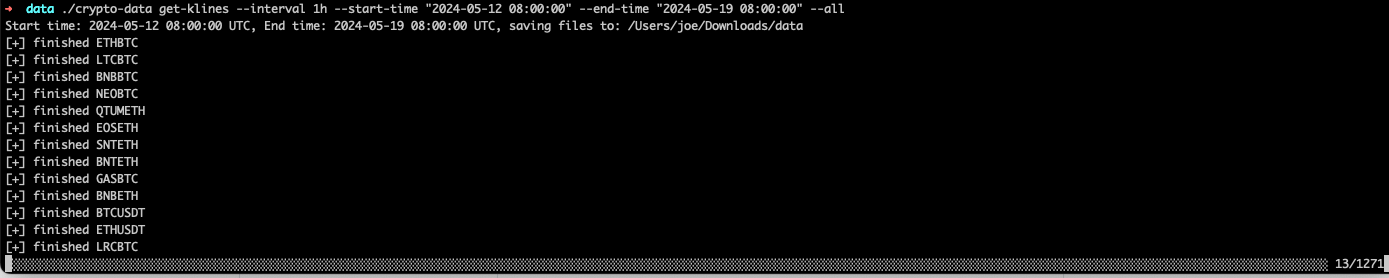 → data ./crypto-data get-klines --interval 1h --start-time "2024-05-12 08:00:00" --end-time "2024-05-19 08:00:00" --all
Start time: 2024-05-12 08:00:00 UTC, End time: 2024-05-19 08:00:00 UTC, saving files to: /Users/joe/Downloads/data
[+] finished ETHBTC
[+] finished LTCBTC
[+] finished BNBBTC
[+] finished NEOBTC
[+] finished QTUMETH
[+] finished EOSETH
[+] finished SNTETH
[+] finished BNTETH
[+] finished GASBTC
[+] finished BNBETH
[+] finished BTCUSDT
[+] finished ETHUSDT
[+] finished LRCBTC
13/1271